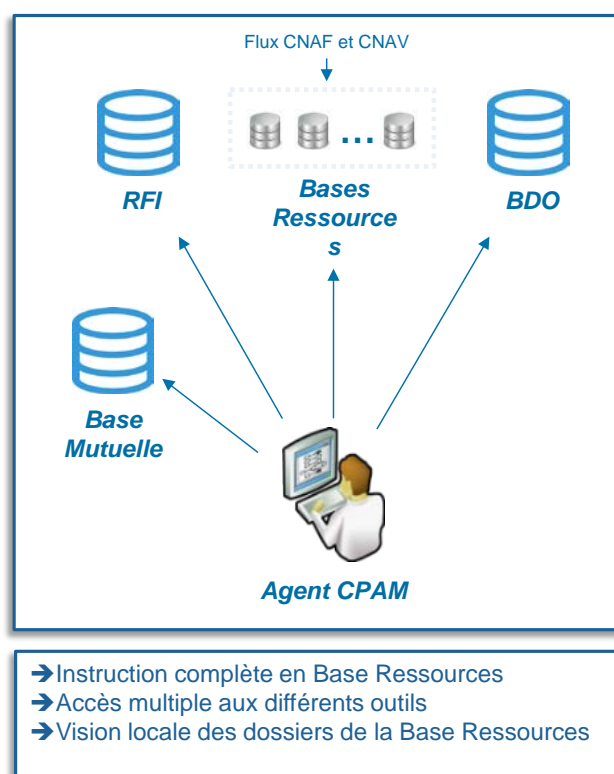 Flux CNAF et CNAV
...
RFI
Bases
Ressource
s
BDO
Base
Mutuelle
Agent CPAM
➔Instruction complète en Base Ressources
➔Accès multiple aux différents outils
➔Vision locale des dossiers de la Base Ressources